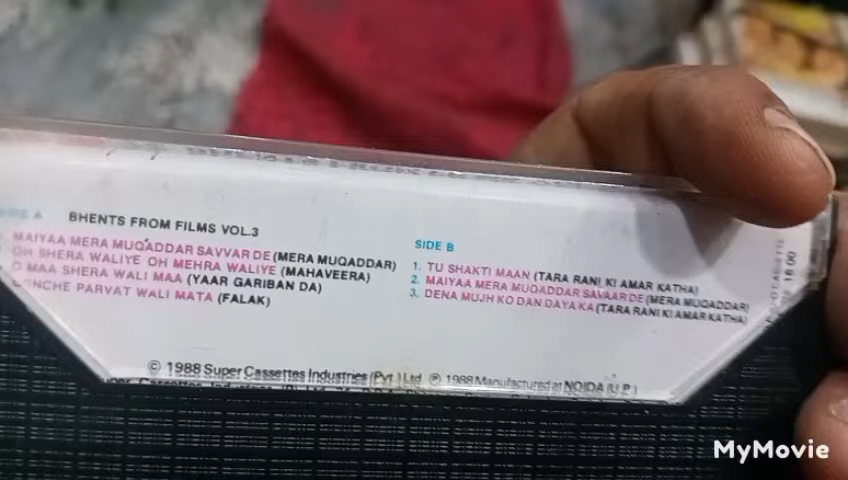 SIDE A BHENTS FROM FILMS VOL.3
MAIYAA MERA MUQADDAR SAVVAR DE (MERA MUQADDAR)
OH SHERA WALIYE OH MEHRA WALIYE (MAHAVEERA)
O MAA SHERA WALI MAA (YAAR GARIBAN DA)
UNCHE PARVAT WALI MATA (FALAK)
SIDE B
1. TU SHAKTI MAAN (TARA RANI KI AMAR KATHA)
2. MAIYAA MERA MUQADDAR SAVAAR DE (MERA MUQADDAR)
3. DENA MUJH KO DAN DAYA KA (TARA RANI KI AMAR KATHA)
© 1988 Super Cassettes Industries (Pvt.) Ltd. ℗ 1988 Manufactured at NOIDA (U.P.)
18 00
MyMovie